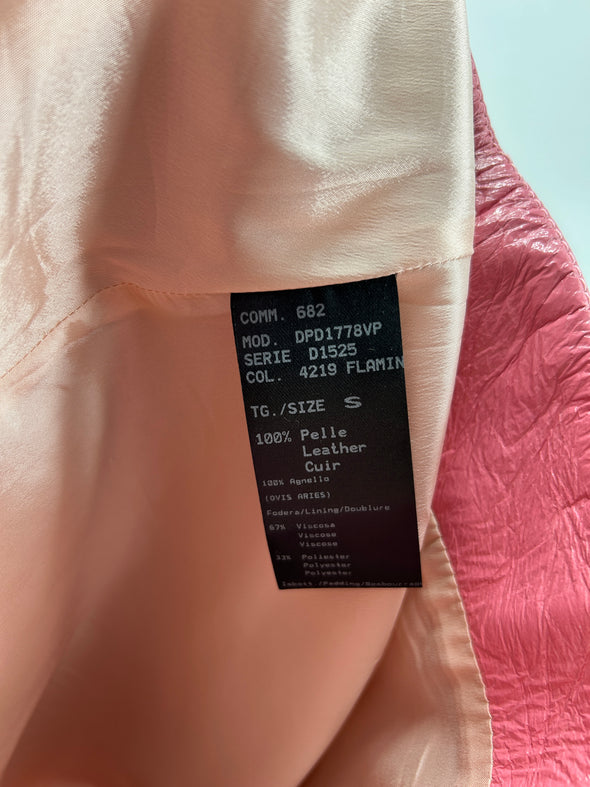 COMM. 682
MOD. DPD1778VP
SERIE D1525
COL. 4219 FLAMIN
TG./SIZE S
100% Pelle
Leather
Cuir
100% Agnello
(OVIS ARIES)
Fodera/Lining/Doublure
67% Viscosa
Viscose
Viscose
33% Poliester
Polyester
Polyester